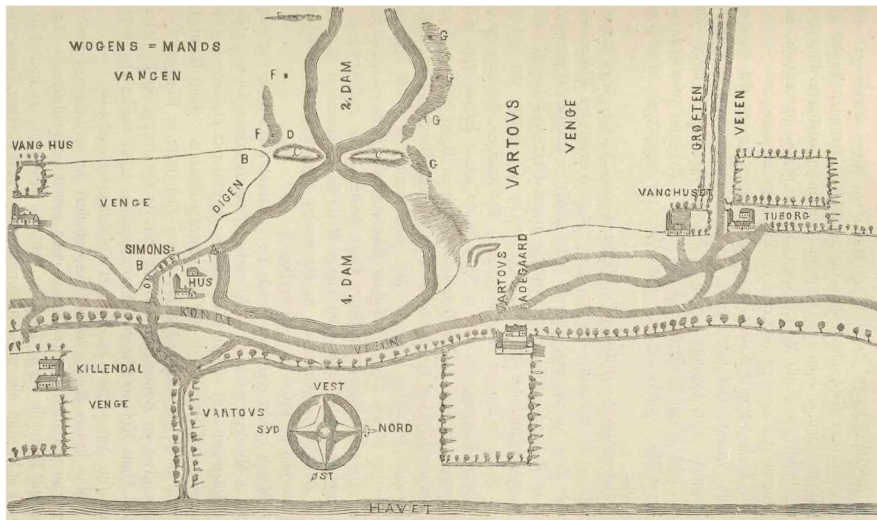 WOGENS = MANDS
VANGEN
F
D
F
B
C
C
2. DAM
G
G
G
G
VARTOVS
VENGE
GRØFTEN
VEIEN
VANG HUS
VENGE
DIGEN
SIMONS=
B
A
HUS
1. DAM
VARTOVS
LADEGAARD
VANGHUSET
TUBORG
KONGE
VEIEN
KILLENDAL
VENGE
VARTOVS
VEST
SYD
NORD
ØST
HAVET